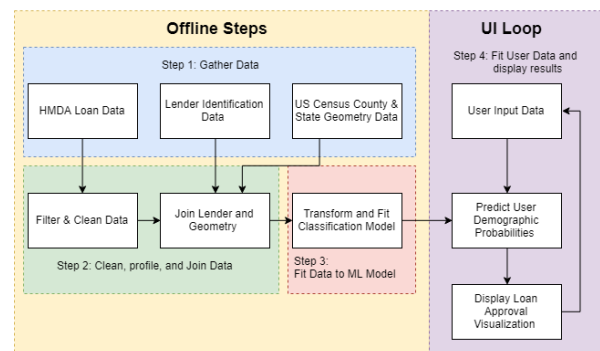 Offline Steps
UI Loop
Step 1: Gather Data
Step 4: Fit User Data and
display results
HMDA Loan Data
Lender Identification
Data
US Census County &
State Geometry Data
User Input Data
Filter & Clean Data
Join Lender and
Geometry
Transform and Fit
Classification Model
Predict User
Demographic
Probabilities
Step 2: Clean, profile, and Join Data
Step 3:
Fit Data to ML Model
Display Loan
Approval
Visualization